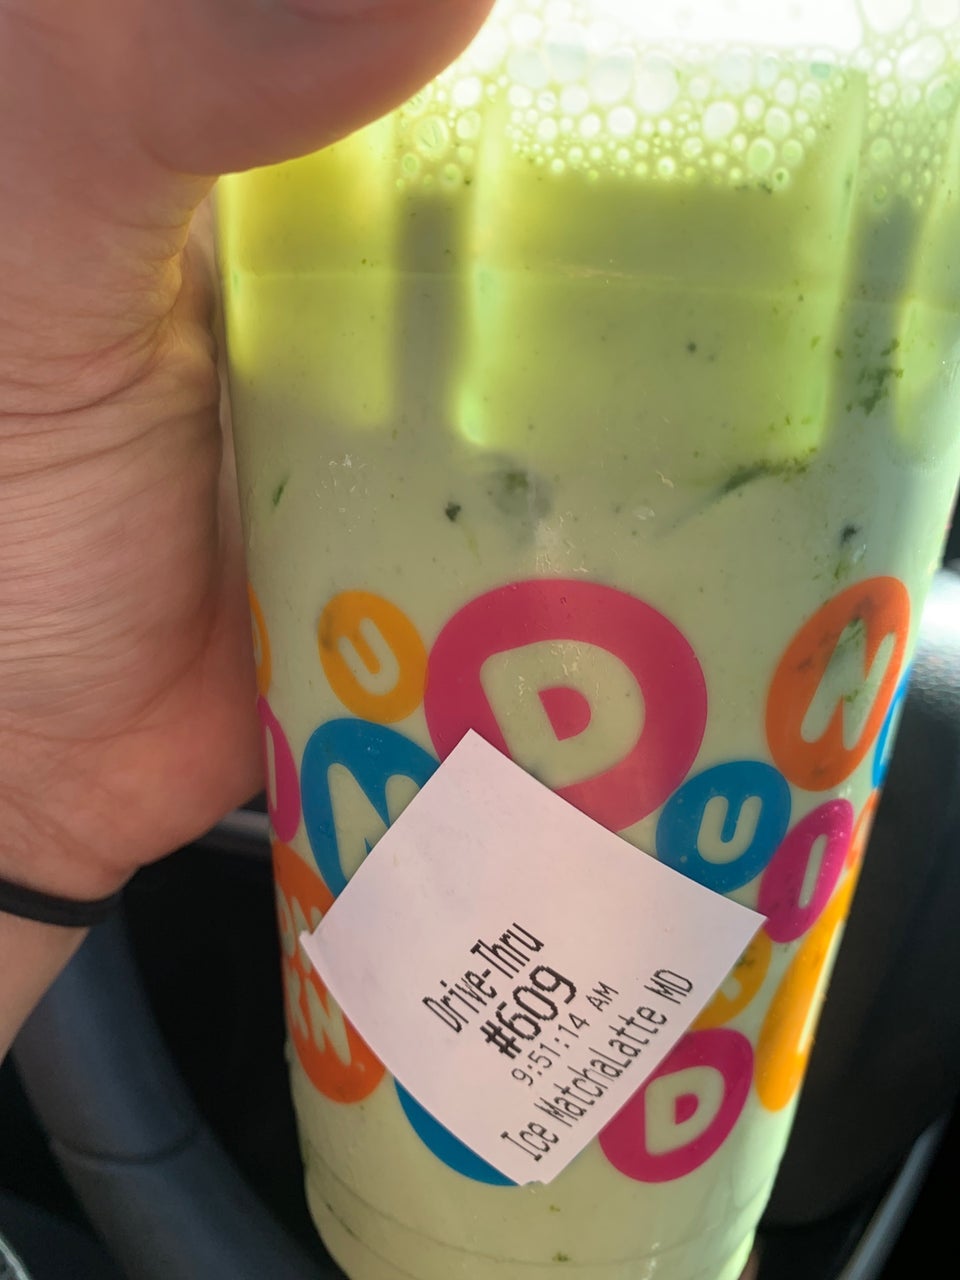 U
D
N
N
U
I
Drive-Thru
#609
9:51:14 AM
Ice MatchaLatte MD
D